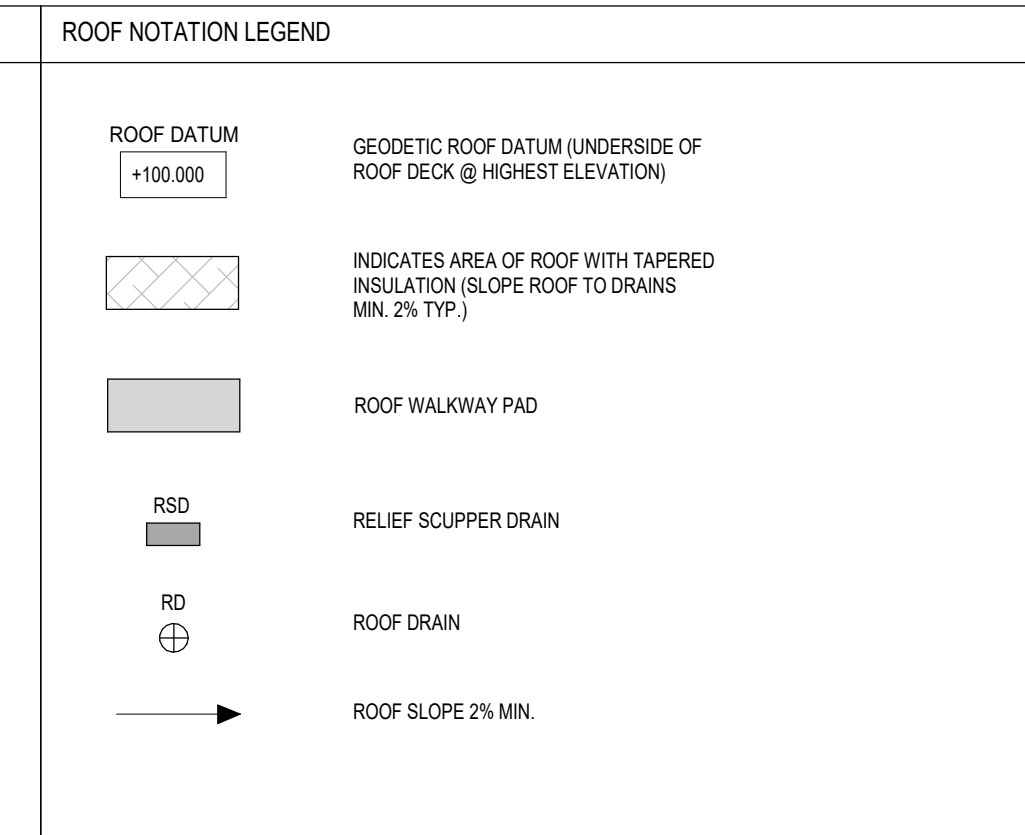 ROOF NOTATION LEGEND
ROOF DATUM
+100.000
GEODETIC ROOF DATUM (UNDERSIDE OF
ROOF DECK @ HIGHEST ELEVATION)
INDICATES AREA OF ROOF WITH TAPERED
INSULATION (SLOPE ROOF TO DRAINS
MIN. 2% TYP.)
ROOF WALKWAY PAD
RSD
RELIEF SCUPPER DRAIN
RD
ROOF DRAIN
ROOF SLOPE 2% MIN.